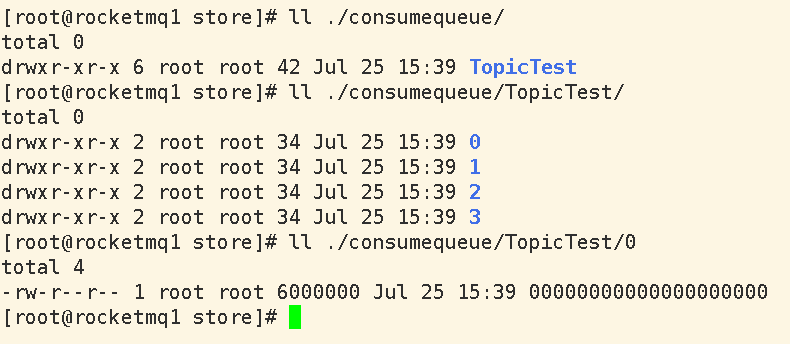 [root@rocketmq1 store]# ll ./consumequeue/
total 0
drwxr-xr-x 6 root root 42 Jul 25 15:39 TopicTest
[root@rocketmq1 store]# ll ./consumequeue/TopicTest/
total 0
drwxr-xr-x 2 root root 34 Jul 25 15:39 0
drwxr-xr-x 2 root root 34 Jul 25 15:39 1
drwxr-xr-x 2 root root 34 Jul 25 15:39 2
drwxr-xr-x 2 root root 34 Jul 25 15:39 3
[root@rocketmq1 store]# ll ./consumequeue/TopicTest/0
total 4
-rw-r--r-- 1 root root 6000000 Jul 25 15:39 00000000000000000000
[root@rocketmq1 store]#